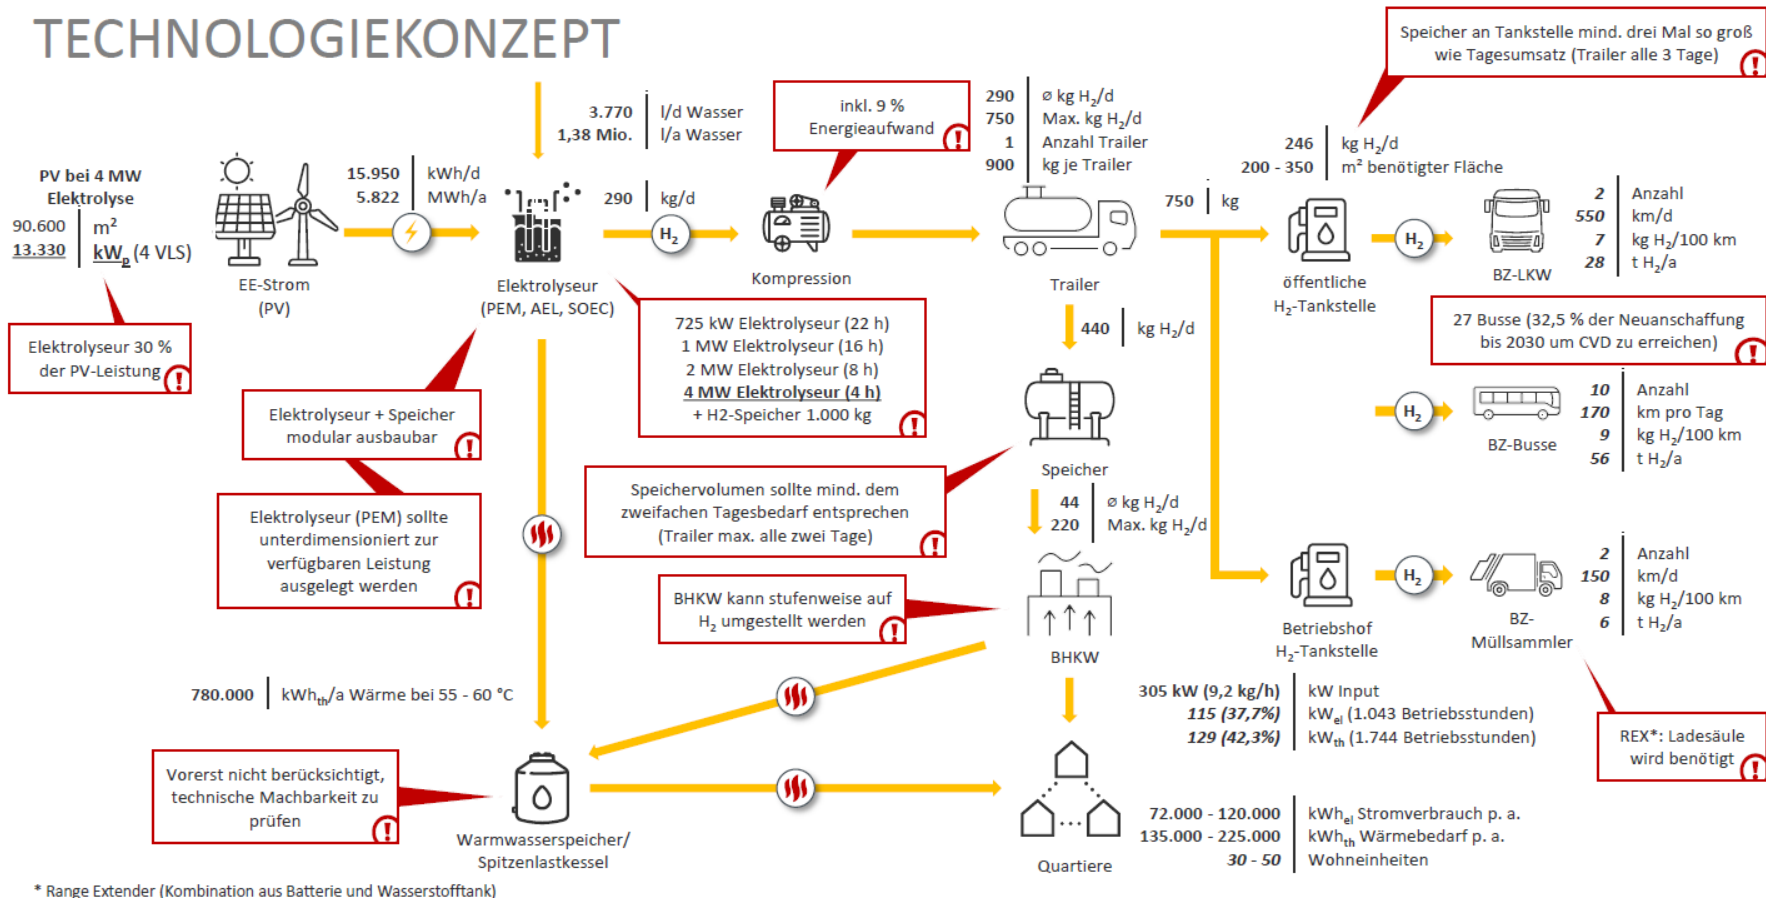 TECHNOLOGIEKONZEPT
Speicher an Tankstelle mind. drei Mal so groß
wie Tagesumsatz (Trailer alle 3 Tage)
!
3.770 l/d Wasser
1,38 Mio. l/a Wasser
inkl. 9 %
Energieaufwand
!
290 ø kg H₂/d
750 Max. kg H₂/d
1 Anzahl Trailer
900 kg je Trailer
246 kg H₂/d
200 - 350 m² benötigter Fläche
PV bei 4 MW
Elektrolyse
90.600 m²
13.330 kWₚ (4 VLS)
15.950 kWh/d
5.822 MWh/a
290 kg/d
H₂
750 kg
H₂
2 Anzahl
550 km/d
7 kg H₂/100 km
28 t H₂/a
EE-Strom
(PV)
Elektrolyseur
(PEM, AEL, SOEC)
Kompression
Trailer
öffentliche
H₂-Tankstelle
BZ-LKW
Elektrolyseur 30 %
der PV-Leistung
!
725 kW Elektrolyseur (22 h)
1 MW Elektrolyseur (16 h)
2 MW Elektrolyseur (8 h)
4 MW Elektrolyseur (4 h)
+ H2-Speicher 1.000 kg
!
440 kg H₂/d
27 Busse (32,5 % der Neuanschaffung
bis 2030 um CVD zu erreichen)
!
Elektrolyseur + Speicher
modular ausbaubar
!
H₂
10 Anzahl
170 km pro Tag
9 kg H₂/100 km
56 t H₂/a
BZ-Busse
Speicher
Speichervolumen sollte mind. dem
zweifachen Tagesbedarf entsprechen
(Trailer max. alle zwei Tage)
!
44 ø kg H₂/d
220 Max. kg H₂/d
Elektrolyseur (PEM) sollte
unterdimensioniert zur
verfügbaren Leistung
ausgelegt werden
!
BHKW kann stufenweise auf
H₂ umgestellt werden
!
BHKW
H₂
2 Anzahl
150 km/d
8 kg H₂/100 km
6 t H₂/a
Betriebshof
H₂-Tankstelle
BZ-
Müllsammler
780.000 kWhth/a Wärme bei 55 - 60 °C
305 kW (9,2 kg/h) kW Input
115 (37,7%) kWel (1.043 Betriebsstunden)
129 (42,3%) kWth (1.744 Betriebsstunden)
REX*: Ladesäule
wird benötigt
!
Vorerst nicht berücksichtigt,
technische Machbarkeit zu
prüfen
!
Warmwasserspeicher/
Spitzenlastkessel
Quartiere
72.000 - 120.000 kWhel Stromverbrauch p. a.
135.000 - 225.000 kWhth Wärmebedarf p. a.
30 - 50 Wohneinheiten
* Range Extender (Kombination aus Batterie und Wasserstofftank)